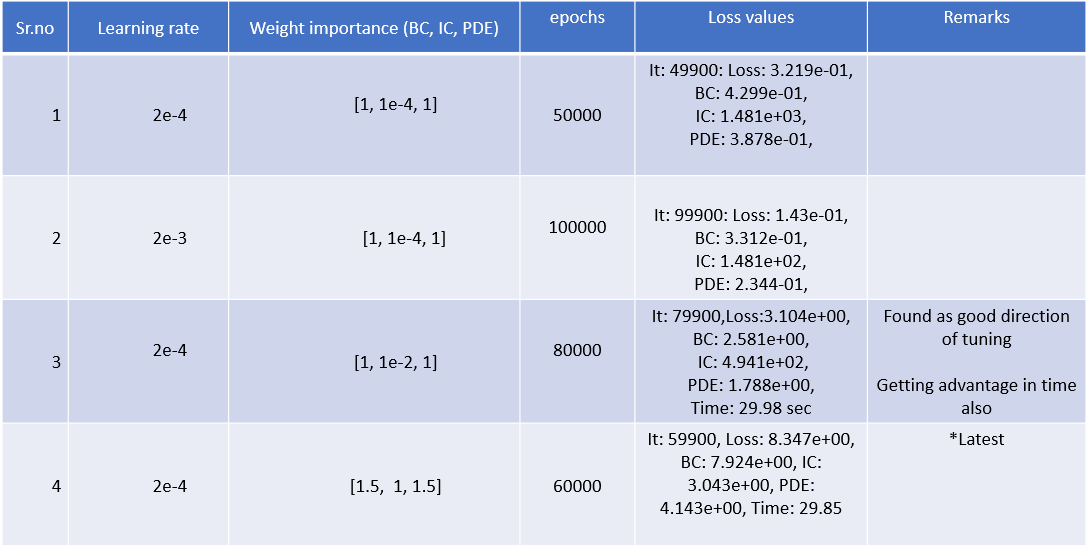 Sr.no
Learning rate
Weight importance (BC, IC, PDE)
epochs
Loss values
Remarks
1
2e-4
[1, 1e-4, 1]
50000
It: 49900: Loss: 3.219e-01,
BC: 4.299e-01,
IC: 1.481e+03,
PDE: 3.878e-01,
2
2e-3
[1, 1e-4, 1]
100000
It: 99900: Loss: 1.43e-01,
BC: 3.312e-01,
IC: 1.481e+02,
PDE: 2.344-01,
3
2e-4
[1, 1e-2, 1]
80000
It: 79900,Loss:3.104e+00,
BC: 2.581e+00,
IC: 4.941e+02,
PDE: 1.788e+00,
Time: 29.98 sec
Found as good direction
of tuning
Getting advantage in time
also
4
2e-4
[1.5, 1, 1.5]
60000
It: 59900, Loss: 8.347e+00,
BC: 7.924e+00, IC:
3.043e+00, PDE:
4.143e+00, Time: 29.85
*Latest